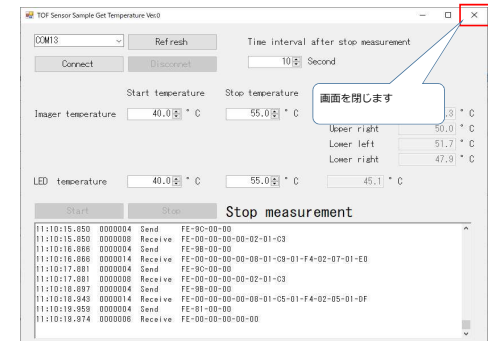 TOF Sensor Sample Get Temperature Ver.0
COM13 Refresh Time interval after stop measurement
Connect Disconnet 10 Second
Start temperature Stop temperature
画面を閉じます
Imager temperature 40.0 ° C 55.0 ° C .3 ° C
Upper right 50.0 ° C
Lower left 51.7 ° C
Lower right 47.9 ° C
LED temperature 40.0 ° C 55.0 ° C 45.1 ° C
Start Stop Stop measurement
11:10:15.850 0000004 Send FE-9C-00-00
11:10:15.850 0000008 Receive FE-00-00-00-00-02-01-C3
11:10:16.866 0000004 Send FE-9B-00-00
11:10:16.866 0000014 Receive FE-00-00-00-00-08-01-C9-01-F4-02-07-01-E0
11:10:17.881 0000004 Send FE-9C-00-00
11:10:17.881 0000008 Receive FE-00-00-00-00-02-01-C3
11:10:18.897 0000004 Send FE-9B-00-00
11:10:18.943 0000014 Receive FE-00-00-00-00-08-01-C5-01-F4-02-05-01-DF
11:10:19.959 0000004 Send FE-81-00-00
11:10:19.974 0000006 Receive FE-00-00-00-00-00